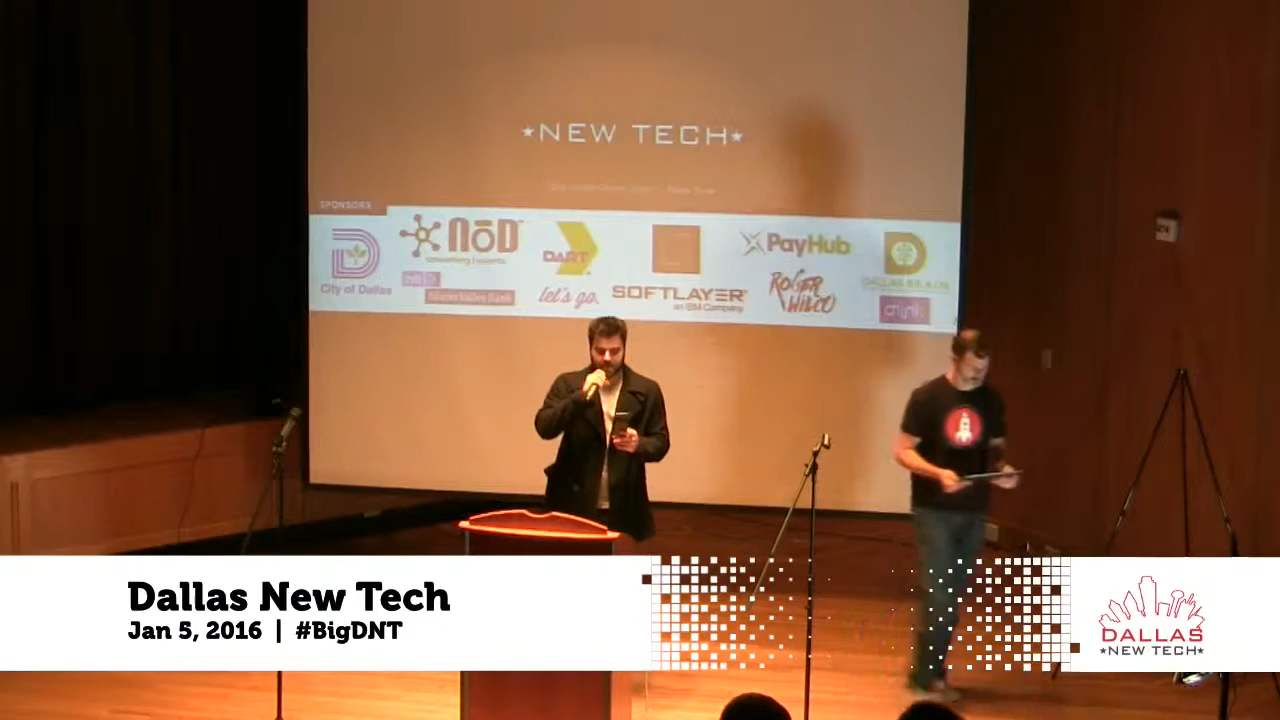 ★NEW TECH★
SPONSORS
City of Dallas
NōD
DART
let's go.
SOFTLAYER
an IBM Company
PayHub
ROGER WILCO
D
Dallas New Tech
Jan 5, 2016 | #BigDNT
DALLAS
★NEW TECH★